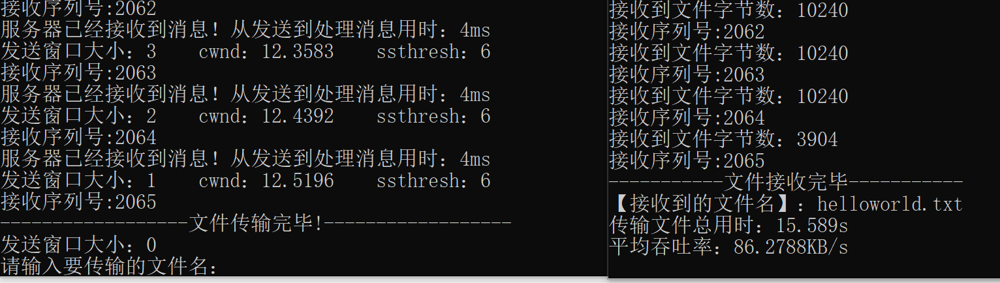 接收序列号:2062
服务器已经接收到消息！从发送到处理消息用时：4ms
发送窗口大小：3    cwnd：12.3583    ssthresh：6
接收序列号:2063
服务器已经接收到消息！从发送到处理消息用时：4ms
发送窗口大小：2    cwnd：12.4392    ssthresh：6
接收序列号:2064
服务器已经接收到消息！从发送到处理消息用时：4ms
发送窗口大小：1    cwnd：12.5196    ssthresh：6
接收序列号:2065
------------------文件传输完毕!------------------
发送窗口大小：0
请输入要传输的文件名：
接收到文件字节数：10240
接收序列号:2062
接收到文件字节数：10240
接收序列号:2063
接收到文件字节数：10240
接收序列号:2064
接收到文件字节数：3904
接收序列号:2065
-----------文件接收完毕-----------
【接收到的文件名】：helloworld.txt
传输文件总用时：15.589s
平均吞吐率：86.2788KB/s